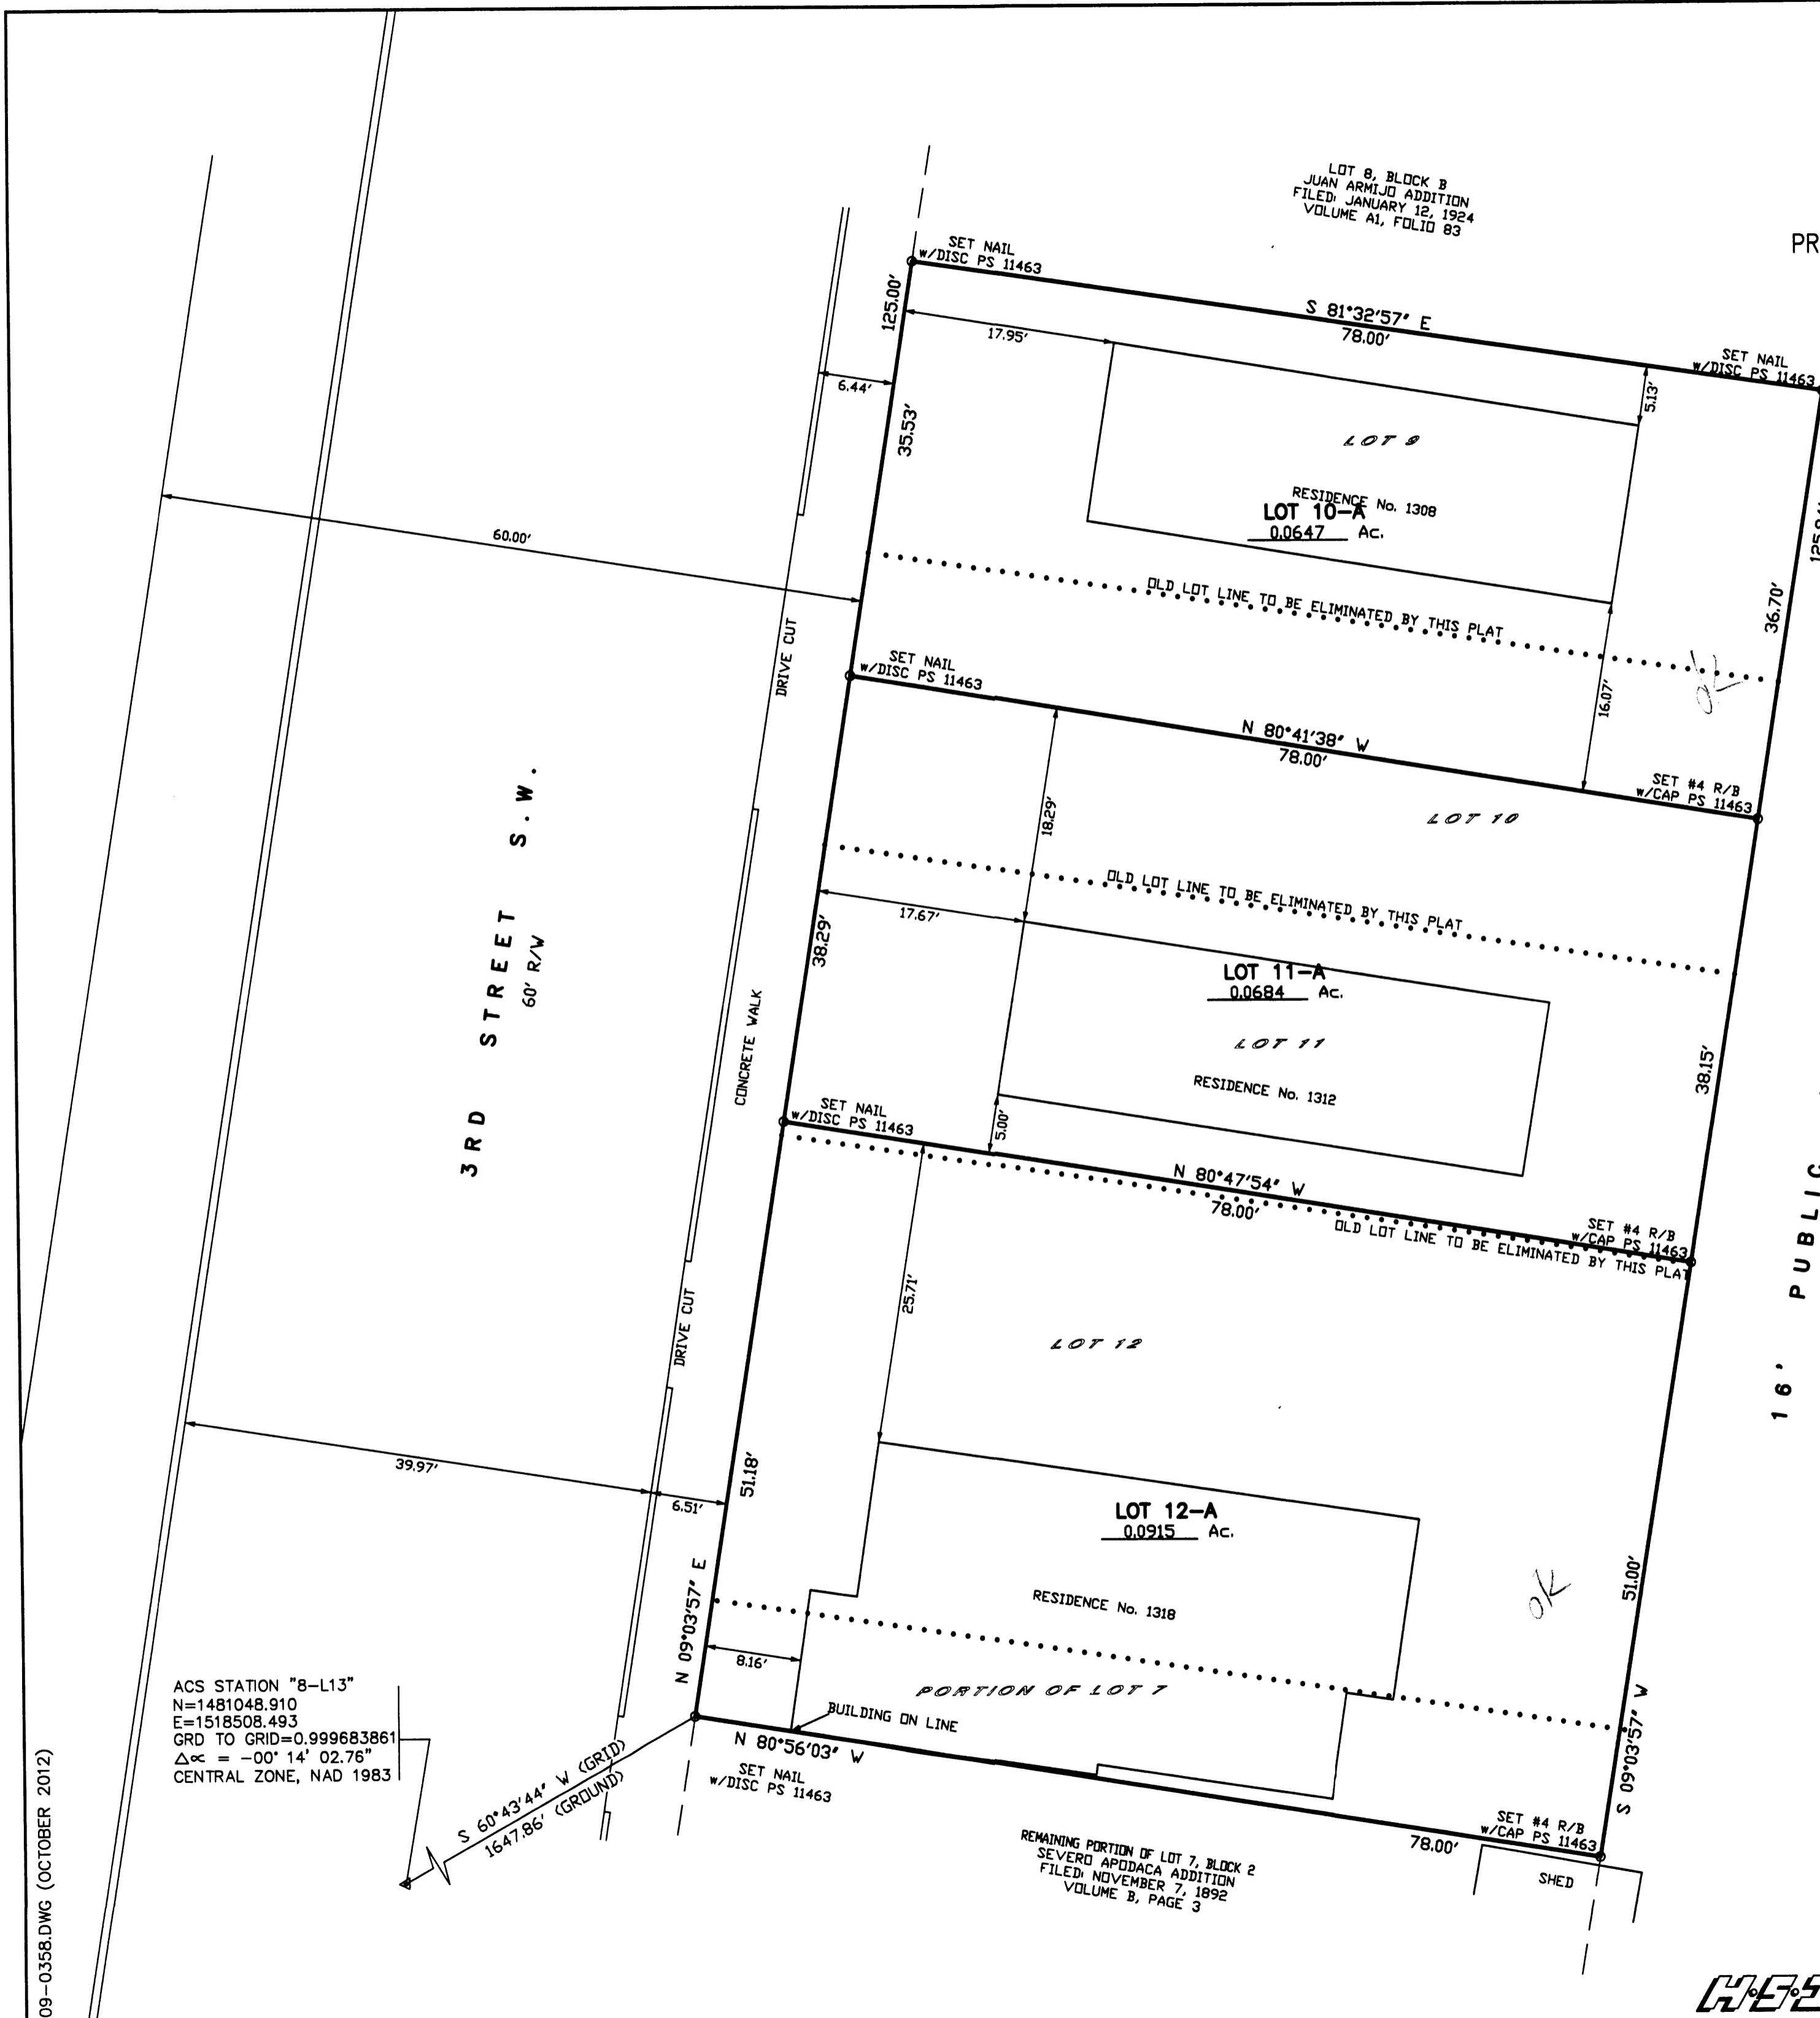 LOT 8, BLOCK B
JUAN ARMIJO ADDITION
FILED: JANUARY 12, 1924
VOLUME A1, FOLIO 83
PR
SET NAIL
w/DISC PS 11463
125.00'
S 81°32'57" E
78.00'
17.95'
SET NAIL
w/DISC PS 11463
6.44'
5.13'
35.53'
LOT 9
RESIDENCE No. 1308
LOT 10-A
0.0647 Ac.
60.00'
OLD LOT LINE TO BE ELIMINATED BY THIS PLAT
36.70'
DRIVE CUT
SET NAIL
w/DISC PS 11463
OK
16.07'
N 80°41'38" W
78.00'
SET #4 R/B
w/CAP PS 11463
LOT 10
18.29'
3RD STREET S.W.
60' R/W
OLD LOT LINE TO BE ELIMINATED BY THIS PLAT
17.67'
38.29'
LOT 11-A
0.0684 Ac.
CONCRETE WALK
LOT 11
RESIDENCE No. 1312
38.15'
SET NAIL
w/DISC PS 11463
5.00'
N 80°47'54" W
78.00'
SET #4 R/B
w/CAP PS 11463
OLD LOT LINE TO BE ELIMINATED BY THIS PLAT
16' PUBLIC
25.71'
DRIVE CUT
LOT 12
39.97'
51.18'
6.51'
LOT 12-A
0.0915 Ac.
OK
51.00'
RESIDENCE No. 1318
N 09°03'57" E
8.16'
PORTION OF LOT 7
BUILDING ON LINE
S 09°03'57" W
ACS STATION "8-L13"
N=1481048.910
E=1518508.493
GRD TO GRID=0.999683861
Δ∝ = -00° 14' 02.76"
CENTRAL ZONE, NAD 1983
N 80°56'03" W
SET NAIL
w/DISC PS 11463
S 60°43'44" W (GRID)
1647.86' (GROUND)
78.00'
SET #4 R/B
w/CAP PS 11463
SHED
REMAINING PORTION OF LOT 7, BLOCK 2
SEVERO APODACA ADDITION
FILED: NOVEMBER 7, 1892
VOLUME B, PAGE 3
09-0358.DWG (OCTOBER 2012)
H·S·